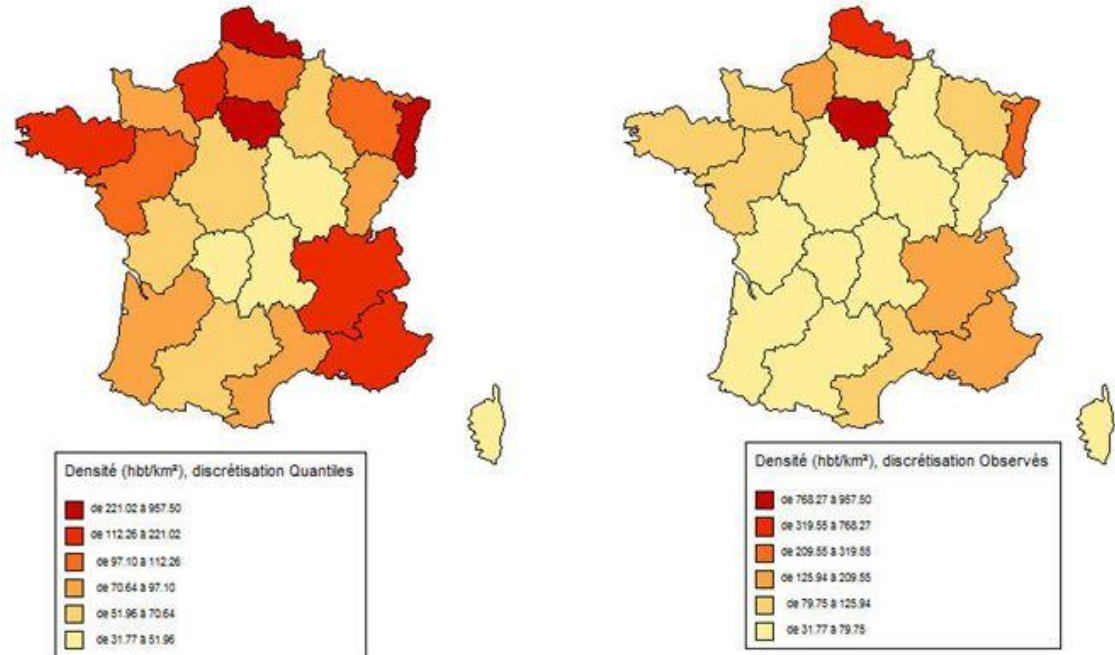 Densité (hbt/km²), discrétisation Quantiles
de 221.02 à 957.50
de 112.26 à 221.02
de 97.10 à 112.26
de 70.64 à 97.10
de 51.96 à 70.64
de 31.77 à 51.96
Densité (hbt/km²), discrétisation Observés
de 768.27 à 957.50
de 319.55 à 768.27
de 209.55 à 319.55
de 125.94 à 209.55
de 79.75 à 125.94
de 31.77 à 79.75